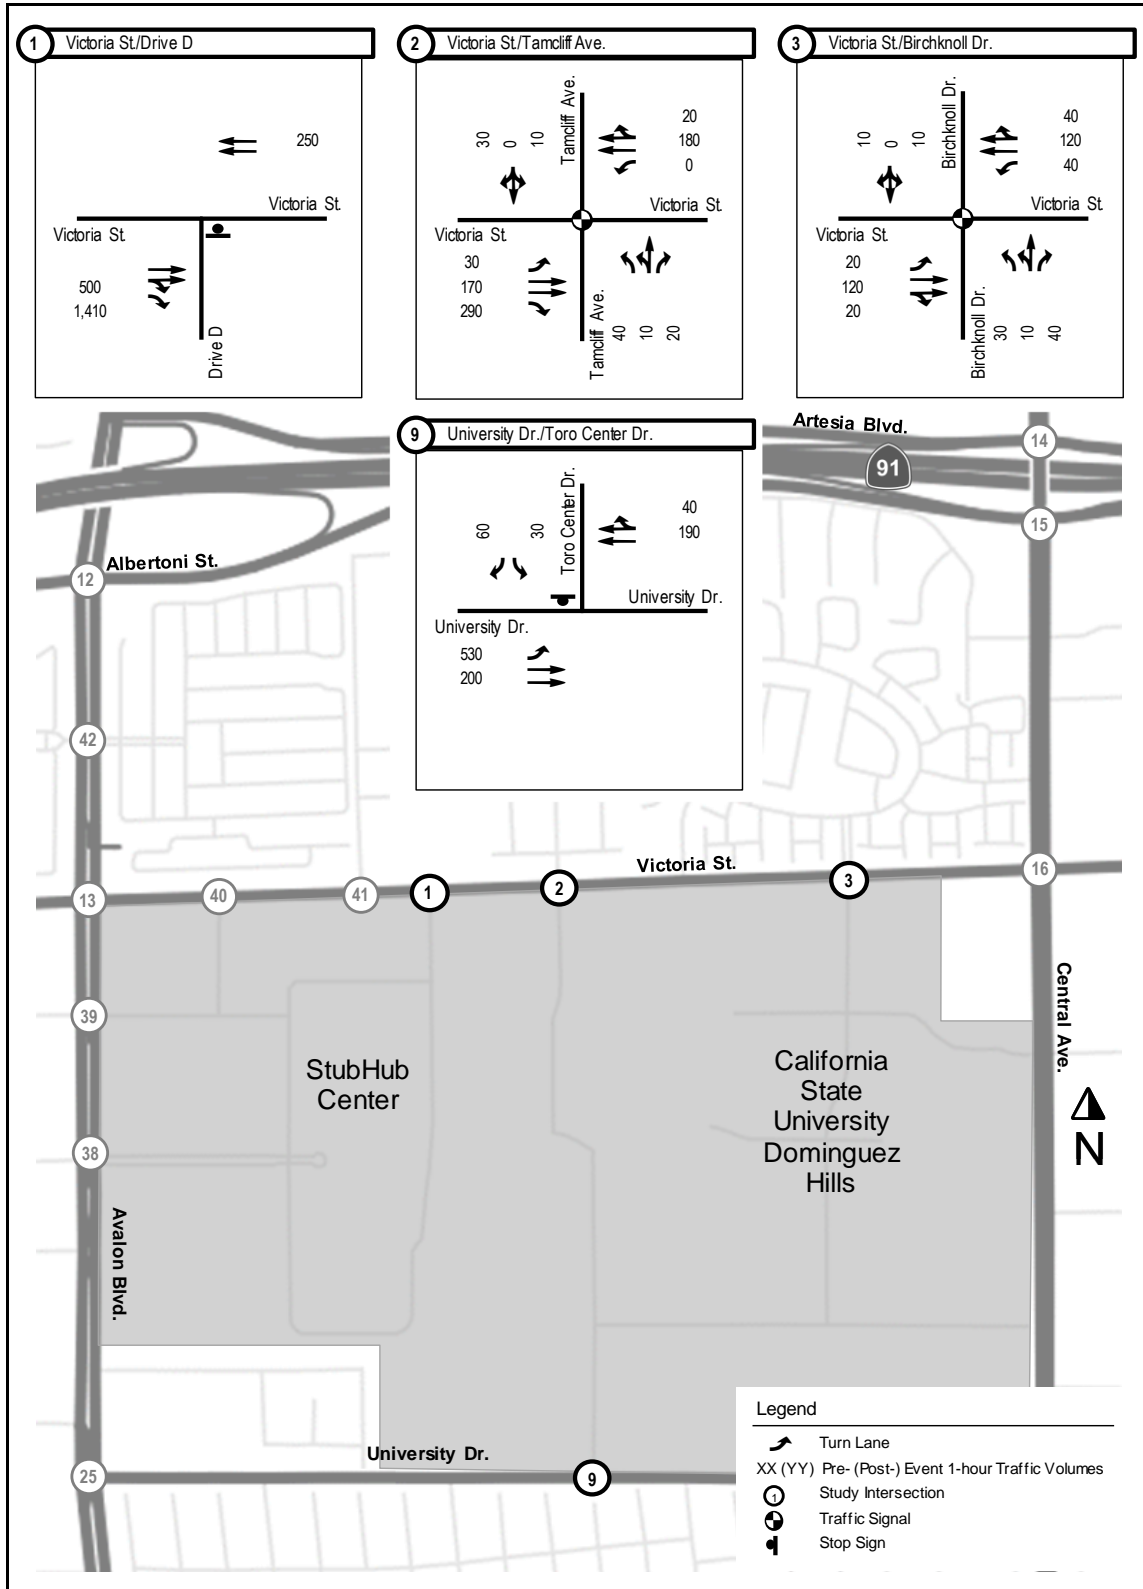 1 Victoria St./Drive D
250
Victoria St.
Victoria St.
500
1,410
Drive D
2 Victoria St./Tamcliff Ave.
30 0 10
Tamcliff Ave.
20
180
0
Victoria St.
Victoria St.
30
170
290
Tamcliff Ave.
40 10 20
3 Victoria St./Birchknoll Dr.
10 0 10
Birchknoll Dr.
40
120
40
Victoria St.
Victoria St.
20
120
20
Birchknoll Dr.
30 10 40
9 University Dr./Toro Center Dr.
60 30
Toro Center Dr.
40
190
University Dr.
University Dr.
530
200
Artesia Blvd.
14
91
15
Albertoni St.
12
42
Victoria St.
13
40
41
1
2
3
16
39
Central Ave.
StubHub
Center
California
State
University
Dominguez
Hills
N
38
Avalon Blvd.
University Dr.
25
9
Legend
Turn Lane
XX (YY) Pre- (Post-) Event 1-hour Traffic Volumes
1 Study Intersection
Traffic Signal
Stop Sign